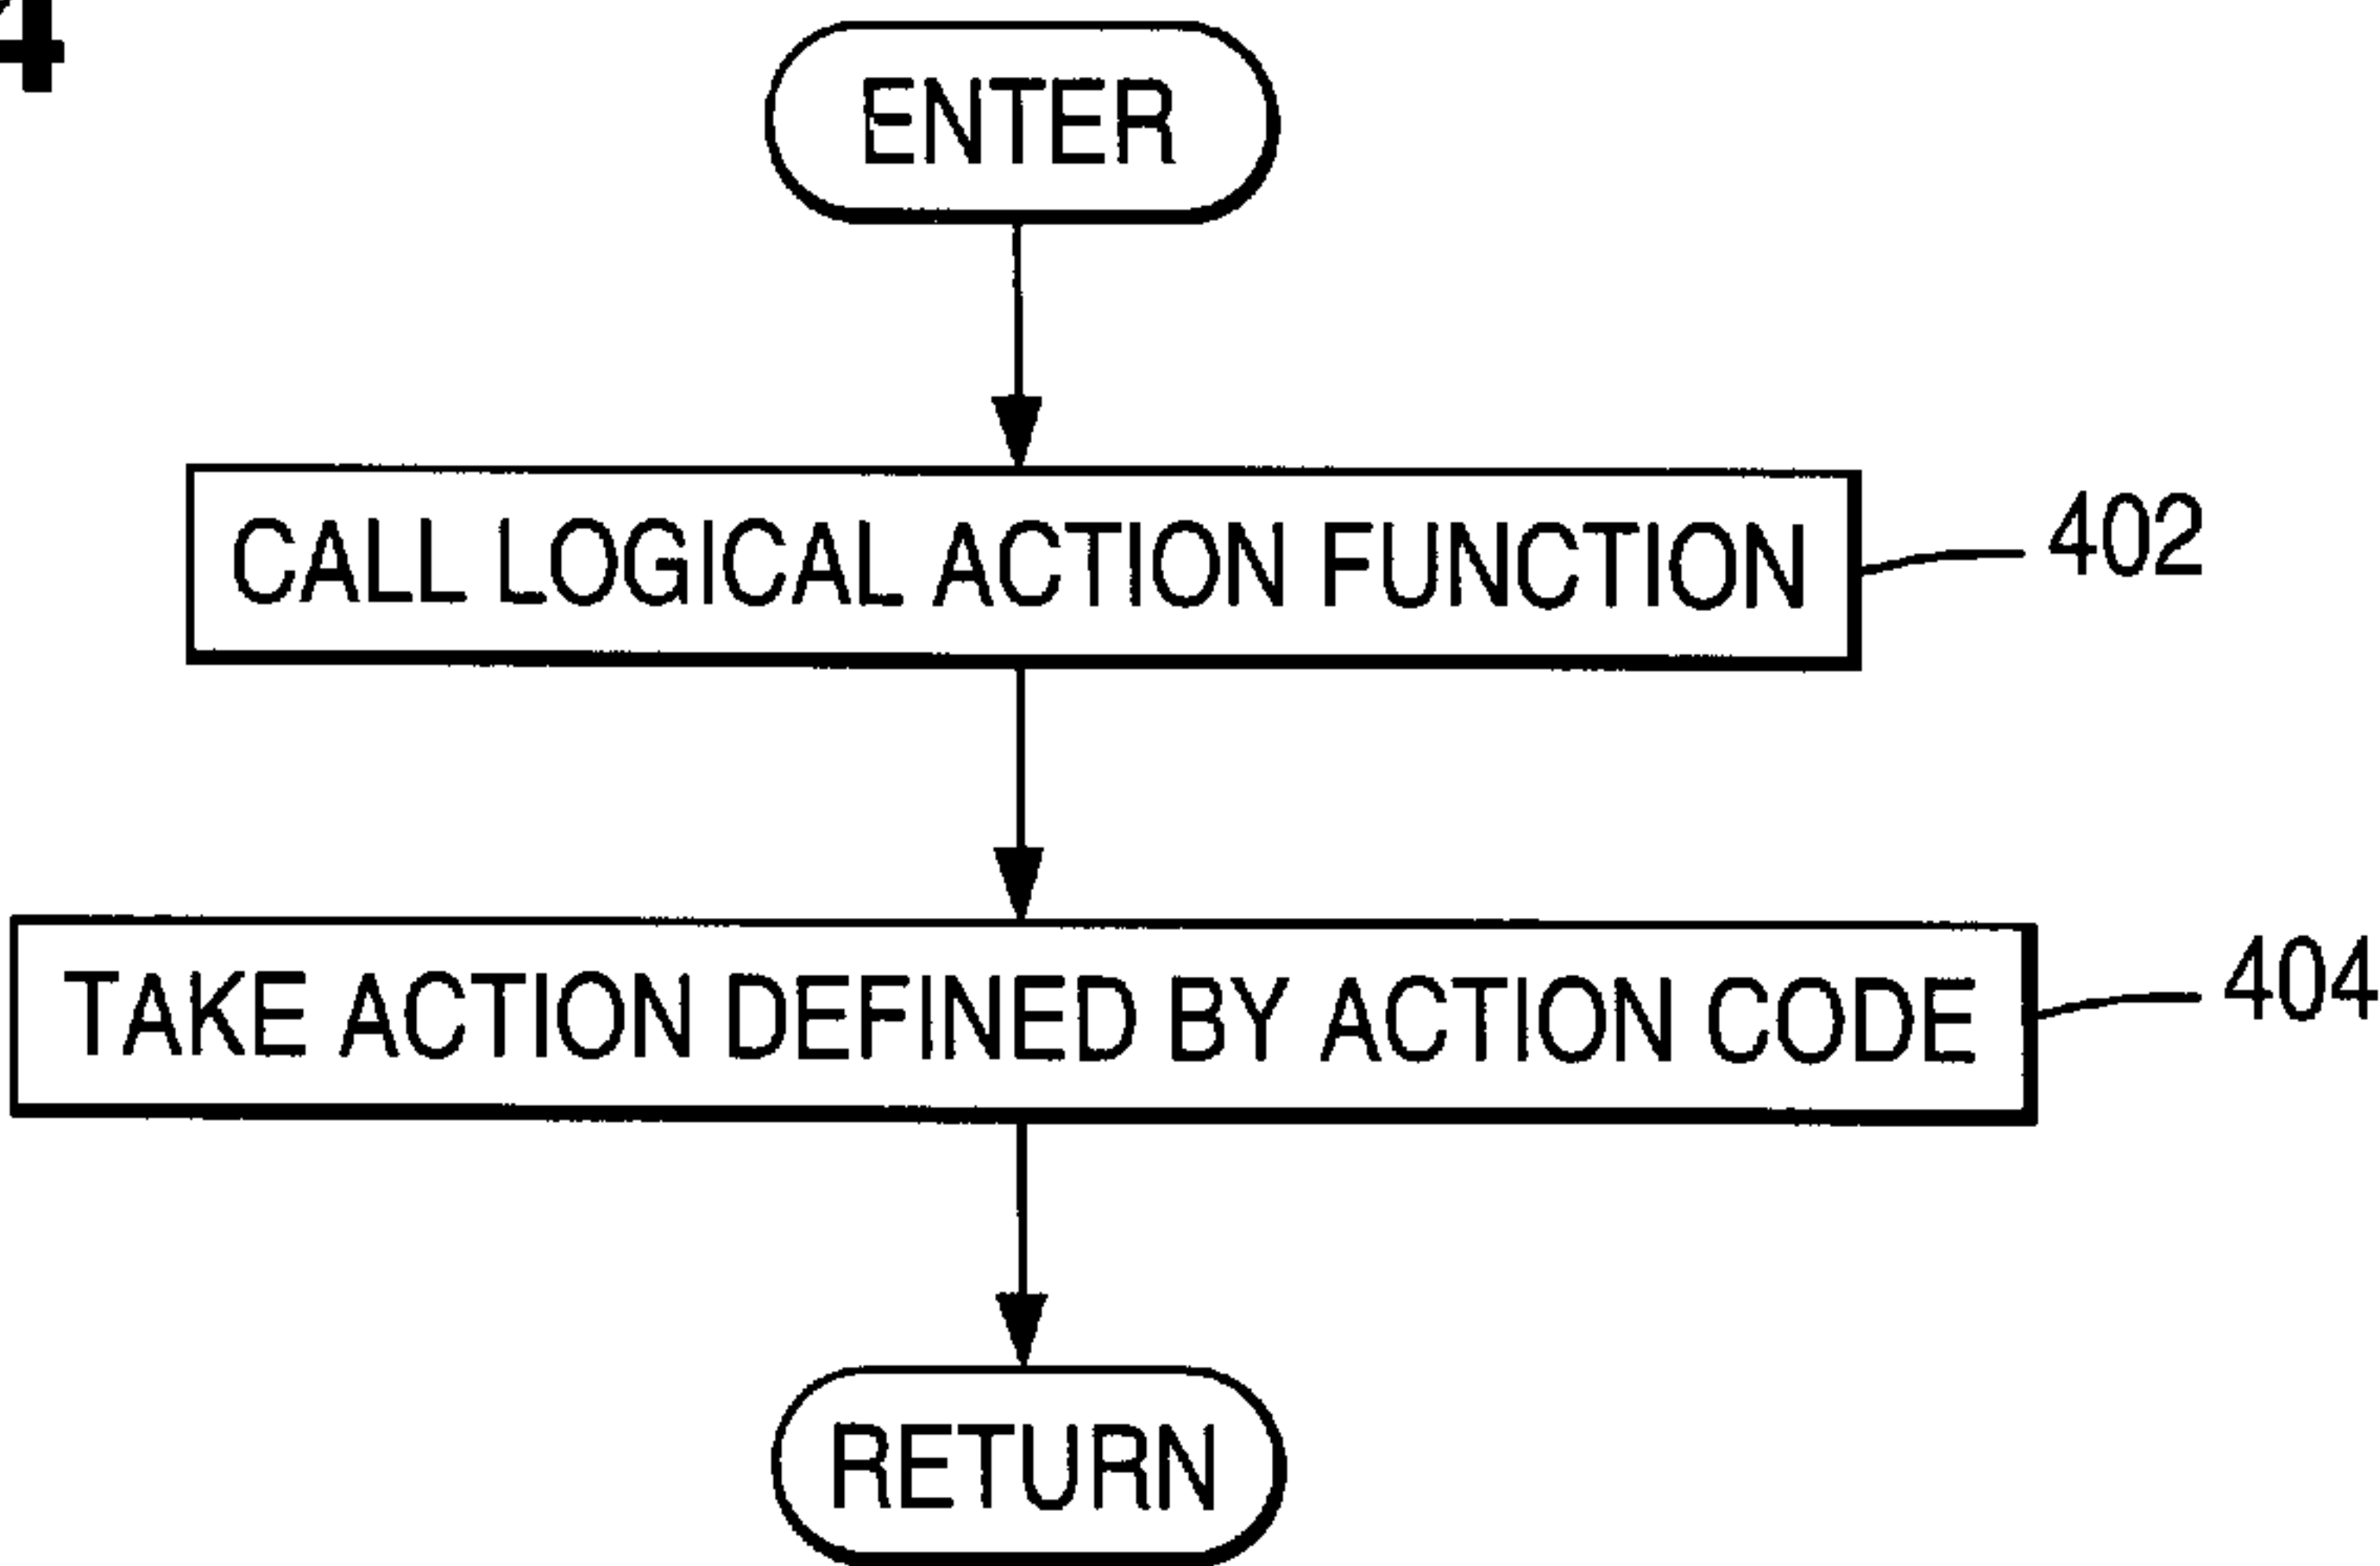 4
ENTER
CALL LOGICAL ACTION FUNCTION
402
TAKE ACTION DEFINED BY ACTION CODE
404
RETURN